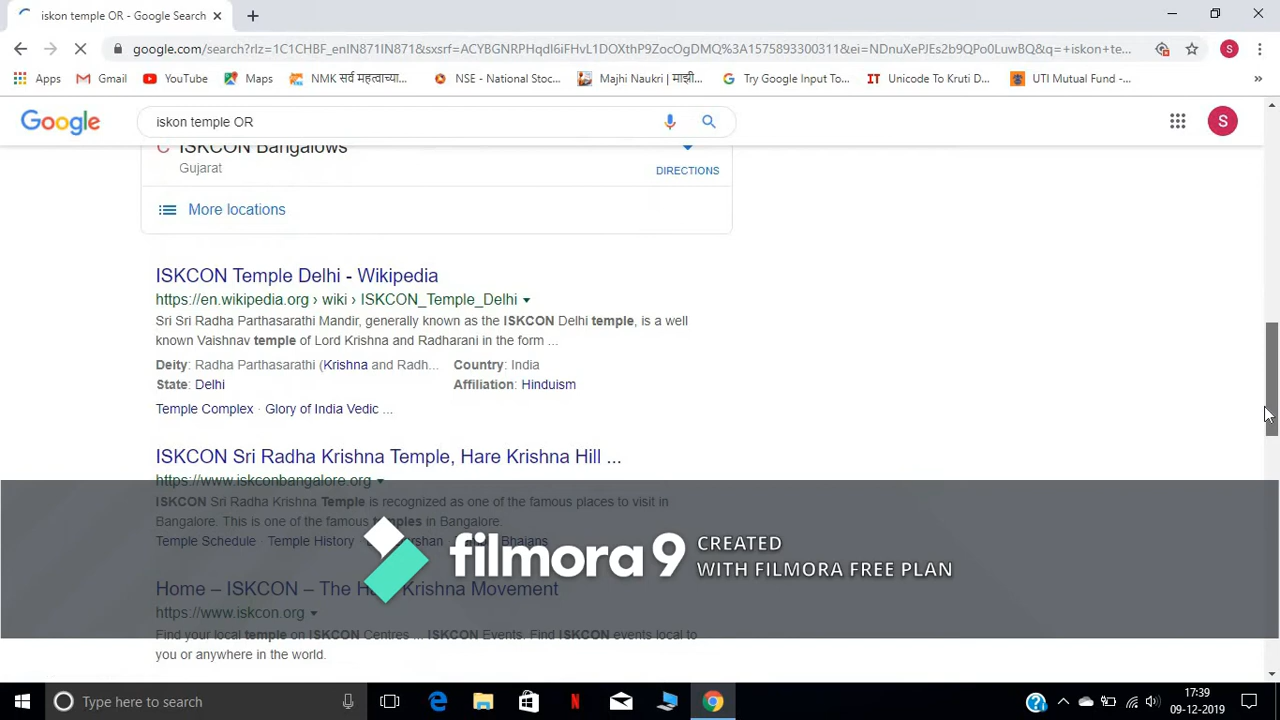 iskon temple OR - Google Search
google.com/search?rlz=1C1CHBF_enIN871IN871&sxsrf=ACYBGNRPHqdI6iFHvL1DOXthP9ZocOgDMQ%3A1575893300311&ei=NDnuXePJEs2b9QPo0LuwBQ&q=+iskon+te...
Apps Gmail YouTube Maps NMK सर्व महत्वाच्या... NSE - National Stoc... Majhi Naukri | माझी... Try Google Input To... IT Unicode To Kruti D... UTI Mutual Fund -... »
Google iskon temple OR S
C ISKCON Bangalows
Gujarat
DIRECTIONS
More locations
ISKCON Temple Delhi - Wikipedia
https://en.wikipedia.org › wiki › ISKCON_Temple_Delhi
Sri Sri Radha Parthasarathi Mandir, generally known as the ISKCON Delhi temple, is a well
known Vaishnav temple of Lord Krishna and Radharani in the form ...
Deity: Radha Parthasarathi (Krishna and Radh... Country: India
State: Delhi Affiliation: Hinduism
Temple Complex · Glory of India Vedic ...
ISKCON Sri Radha Krishna Temple, Hare Krishna Hill ...
https://www.iskconbangalore.org
ISKCON Sri Radha Krishna Temple is recognized as one of the famous places to visit in
Bangalore. This is one of the famous temples in Bangalore.
Temple Schedule · Temple History · Bhajans
filmora9 CREATED
WITH FILMORA FREE PLAN
Home – ISKCON – The Krishna Movement
https://www.iskcon.org
Find your local temple on ISKCON Centres ... ISKCON Events. Find ISKCON events local to
you or anywhere in the world.
Type here to search
17:39
09-12-2019